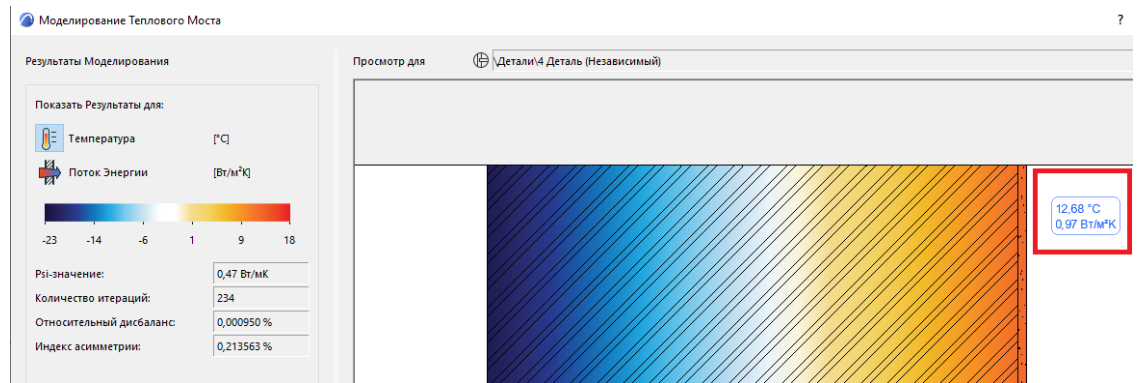 Моделирование Теплового Моста
?
Результаты Моделирования
Просмотр для
\Детали\4 Деталь (Независимый)
Показать Результаты для:
Температура [°C]
Поток Энергии [Вт/м²К]
-23 -14 -6 1 9 18
Psi-значение: 0,47 Вт/мК
Количество итераций: 234
Относительный дисбаланс: 0,000950 %
Индекс асимметрии: 0,213563 %
12,68 °C
0,97 Вт/м²К